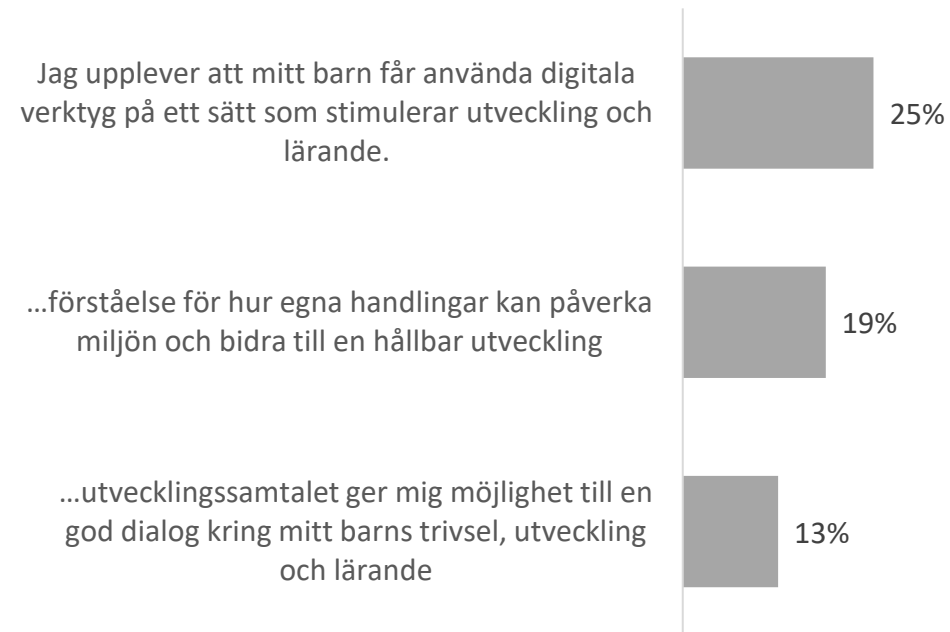 Jag upplever att mitt barn får använda digitala
verktyg på ett sätt som stimulerar utveckling och
lärande.
25%
…förståelse för hur egna handlingar kan påverka
miljön och bidra till en hållbar utveckling
19%
…utvecklingssamtalet ger mig möjlighet till en
god dialog kring mitt barns trivsel, utveckling
och lärande
13%